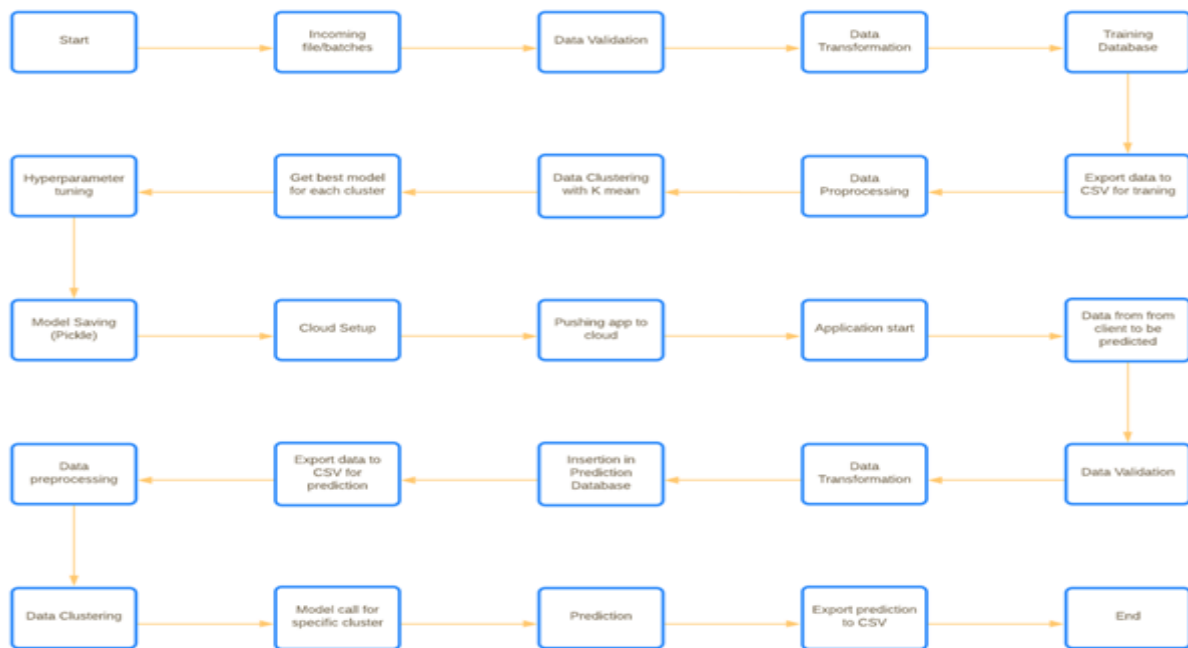 Start
Incoming
file/batches
Data Validation
Data
Transformation
Training
Database
Hyperparameter
tuning
Get best model
for each cluster
Data Clustering
with K mean
Data
Proprocessing
Export data to
CSV for traning
Model Saving
(Pickle)
Cloud Setup
Pushing app to
cloud
Application start
Data from from
client to be
predicted
Data
preprocessing
Export data to
CSV for
prediction
Insertion in
Prediction
Database
Data
Transformation
Data Validation
Data Clustering
Model call for
specific cluster
Prediction
Export prediction
to CSV
End